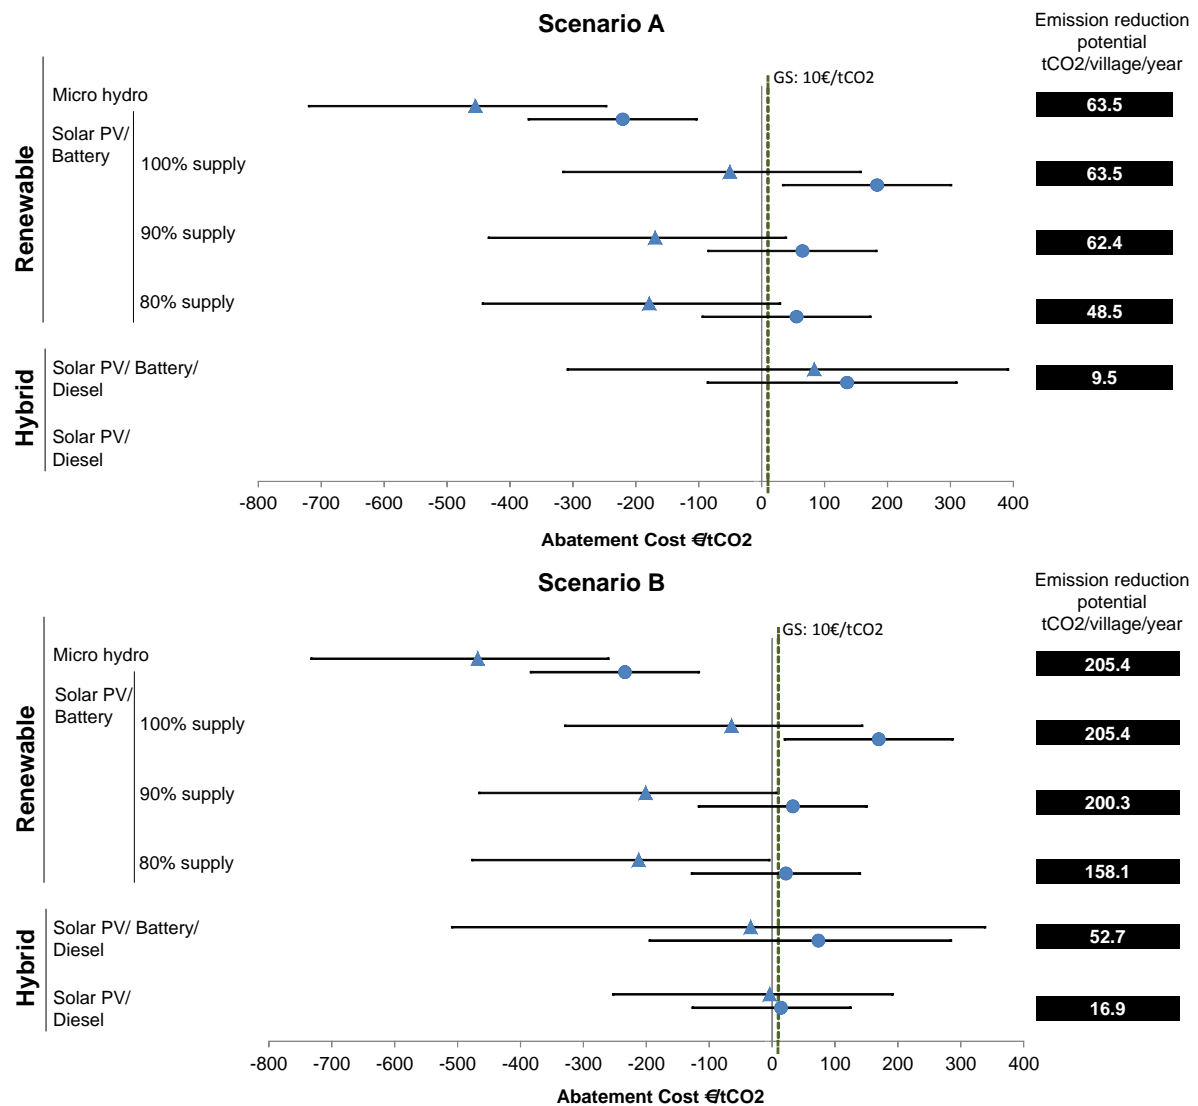 Scenario A
Emission reduction
potential
tCO2/village/year
GS: 10€/tCO2
Renewable
Micro hydro
63.5
Solar PV/
Battery
100% supply
63.5
90% supply
62.4
80% supply
48.5
Hybrid
Solar PV/ Battery/
Diesel
9.5
Solar PV/
Diesel
-800 -700 -600 -500 -400 -300 -200 -100 0 100 200 300 400
Abatement Cost €/tCO2
Scenario B
Emission reduction
potential
tCO2/village/year
GS: 10€/tCO2
Renewable
Micro hydro
205.4
Solar PV/
Battery
100% supply
205.4
90% supply
200.3
80% supply
158.1
Hybrid
Solar PV/ Battery/
Diesel
52.7
Solar PV/
Diesel
16.9
-800 -700 -600 -500 -400 -300 -200 -100 0 100 200 300 400
Abatement Cost €/tCO2